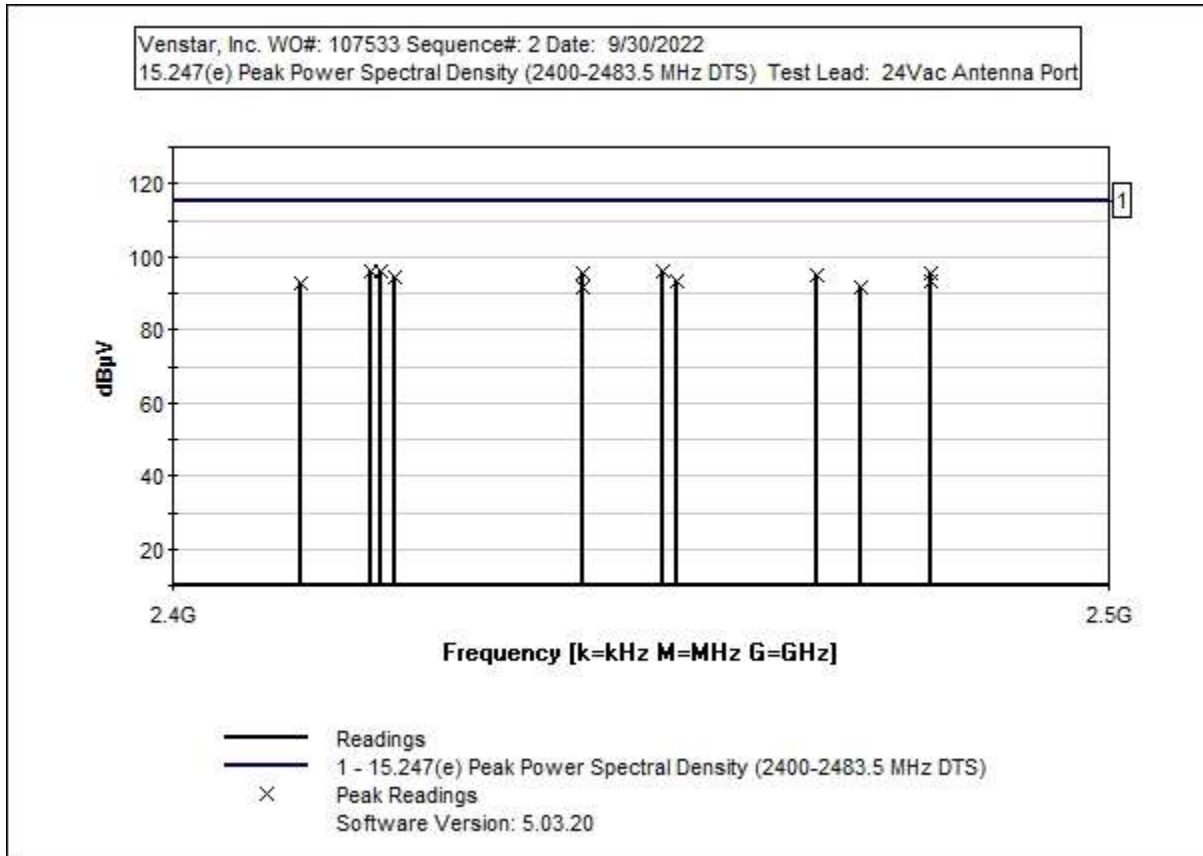 Venstar, Inc. WO#: 107533 Sequence#: 2 Date: 9/30/2022
15.247(e) Peak Power Spectral Density (2400-2483.5 MHz DTS) Test Lead: 24Vac Antenna Port
120
1
100
80
60
40
20
dBµV
2.4G
2.5G
Frequency [k=kHz M=MHz G=GHz]
Readings
1 - 15.247(e) Peak Power Spectral Density (2400-2483.5 MHz DTS)
Peak Readings
Software Version: 5.03.20